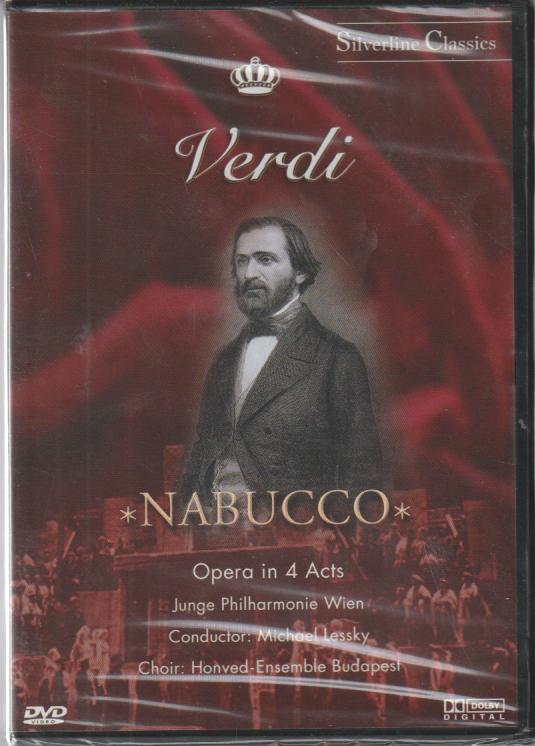 Silverline Classics
Verdi
*NABUCCO*
Opera in 4 Acts
Junge Philharmonie Wien
Conductor: Michael Lessky
Choir: Honved-Ensemble Budapest
DVD
VIDEO
DOLBY
DIGITAL